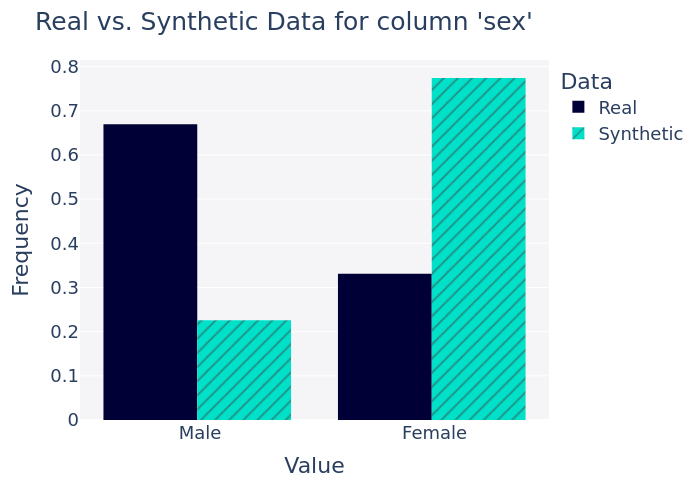 Real vs. Synthetic Data for column 'sex'
Data
Real
Synthetic
Frequency
0.8
0.7
0.6
0.5
0.4
0.3
0.2
0.1
0
Male Female
Value